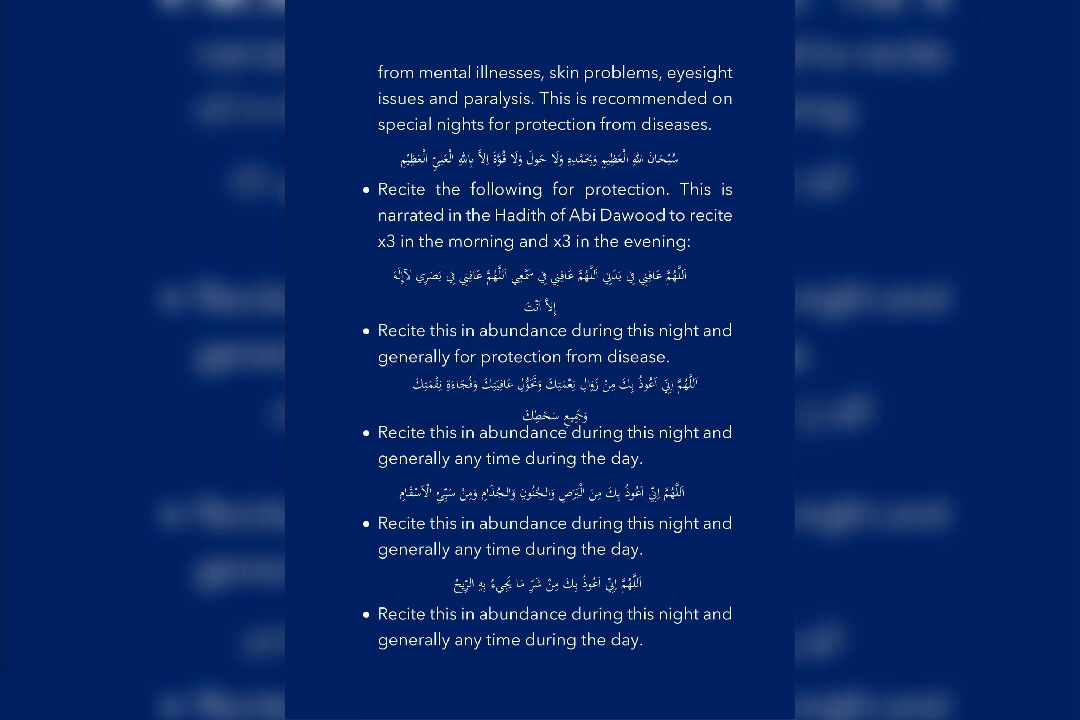 from mental illnesses, skin problems, eyesight
issues and paralysis. This is recommended on
special nights for protection from diseases.
سُبْحَانَ اللهِ الْعَظِيمِ وَبِحَمْدِهِ وَلَا حَولَ وَلَا قُوَّةَ اِلاَّ بِاللهِ الْعَلِيِّ الْعَظِيْمِ
• Recite the following for protection. This is
narrated in the Hadith of Abi Dawood to recite
x3 in the morning and x3 in the evening:
اَللَّهُمَّ عَافِنِي فِي بَدَنِي اَللَّهُمَّ عَافِنِي فِي سَمْعِي اَللَّهُمَّ عَافِنِي فِي بَصَرِي لَآاِلَهَ
اِلاَّ اَنْتَ
• Recite this in abundance during this night and
generally for protection from disease.
اَللَّهُمَّ اِنِّي اَعُوذُ بِكَ مِنْ زَوَالِ نِعْمَتِكَ وَتَحَوُّلِ عَافِيَتِكَ وَفُجَاءَةِ نِقْمَتِكَ
وَجَمِيعِ سَخَطِكَ
• Recite this in abundance during this night and
generally any time during the day.
اَللَّهُمَّ اِنِّي اَعُوذُ بِكَ مِنَ الْبَرَصِ وَالْجُنُونِ وَالْجُذَامِ وَمِنْ سَيِّئِ الْاَسْقَامِ
• Recite this in abundance during this night and
generally any time during the day.
اَللَّهُمَّ اِنِّي اَعُوذُ بِكَ مِنْ شَرِّ مَا يَجِيءُ بِهِ الرِّيْحُ
• Recite this in abundance during this night and
generally any time during the day.